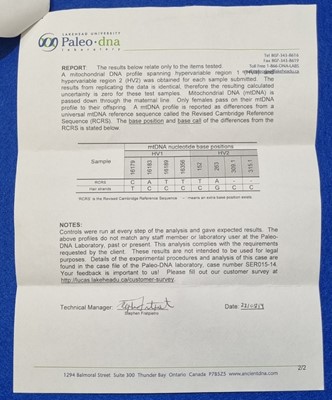 LAKEHEAD UNIVERSITY
Paleo·dna
LABORATORY
Tel 807-343-8616
Fax 807-343-8619
Toll Free 1-866-DNA-LABS
REPORT: The results below relate only to the items tested.
A mitochondrial DNA profile spanning hypervariable region 1 (HV1) and
hypervariable region 2 (HV2) was obtained for each sample submitted. The
results from replicating the data is identical, therefore the resulting calculated
uncertainty is zero for these test samples. Mitochondrial DNA (mtDNA) is
passed down through the maternal line. Only females pass on their mtDNA
profile to their offspring. A mtDNA profile is reported as differences from a
universal mtDNA reference sequence called the Revised Cambridge Reference
Sequence (RCRS). The base position and base call of the differences from the
RCRS is stated below.
mtDNA nucleotide base positions
Sample HV1 HV2
16179 16183 16188 16356 152 263 309.1 315.1
RCRS C A T T T A - -
Hair strands T C C C C G C C
RCRS is the Revised Cambridge Reference Sequence - means an extra base position exists
NOTES:
Controls were run at every step of the analysis and gave expected results. The
above profiles do not match any staff member or laboratory user at the Paleo-
DNA Laboratory, past or present. This analysis complies with the requirements
requested by the client. These results are not intended to be used for legal
purposes. Details of the experimental procedures and analysis of this case are
found in the case file of the Paleo-DNA laboratory, case number SER015-14.
Your feedback is important to us! Please fill out our customer survey at
http://lucas.lakeheadu.ca/customer-survey.
Technical Manager:
Stephen Fratpietro
Date:
2/2
1294 Balmoral Street Suite 300 Thunder Bay Ontario Canada P7B5Z5 www.ancientdna.com